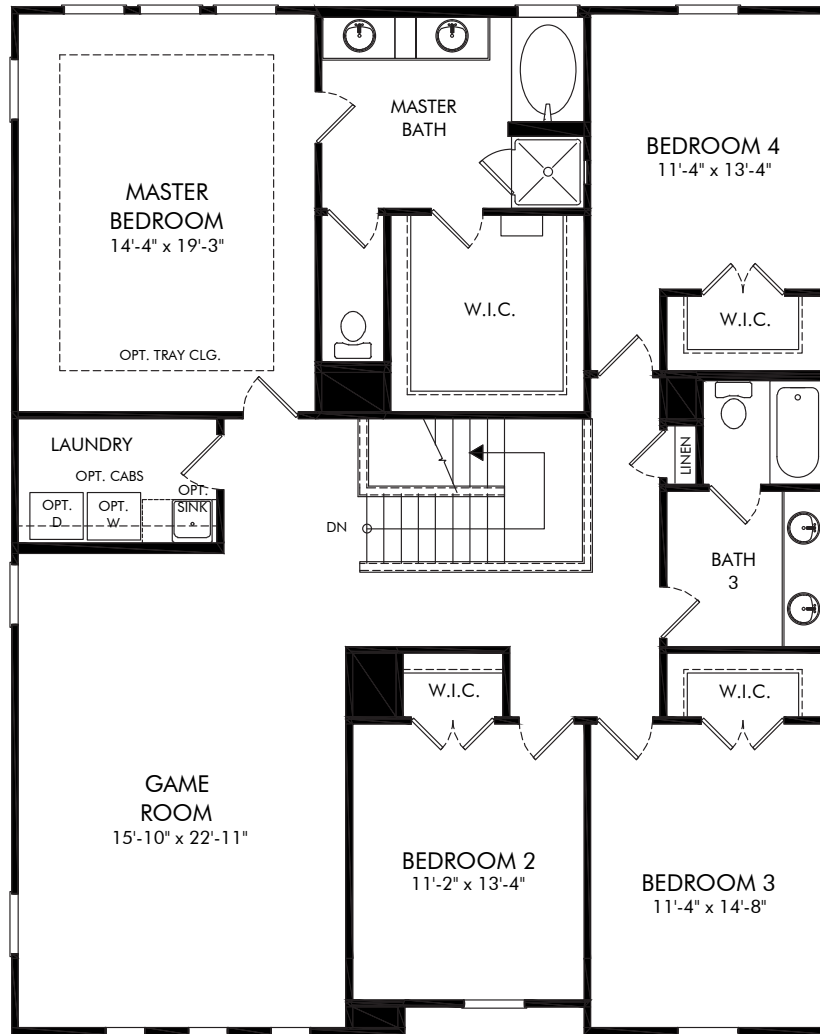 MASTER
BATH
BEDROOM 4
11'-4" x 13'-4"
MASTER
BEDROOM
14'-4" x 19'-3"
W.I.C.
W.I.C.
OPT. TRAY CLG.
LAUNDRY
OPT. CABS
OPT.
D
OPT.
W
OPT.
SINK
LINEN
DN
BATH
3
W.I.C.
W.I.C.
GAME
ROOM
15'-10" x 22'-11"
BEDROOM 2
11'-2" x 13'-4"
BEDROOM 3
11'-4" x 14'-8"